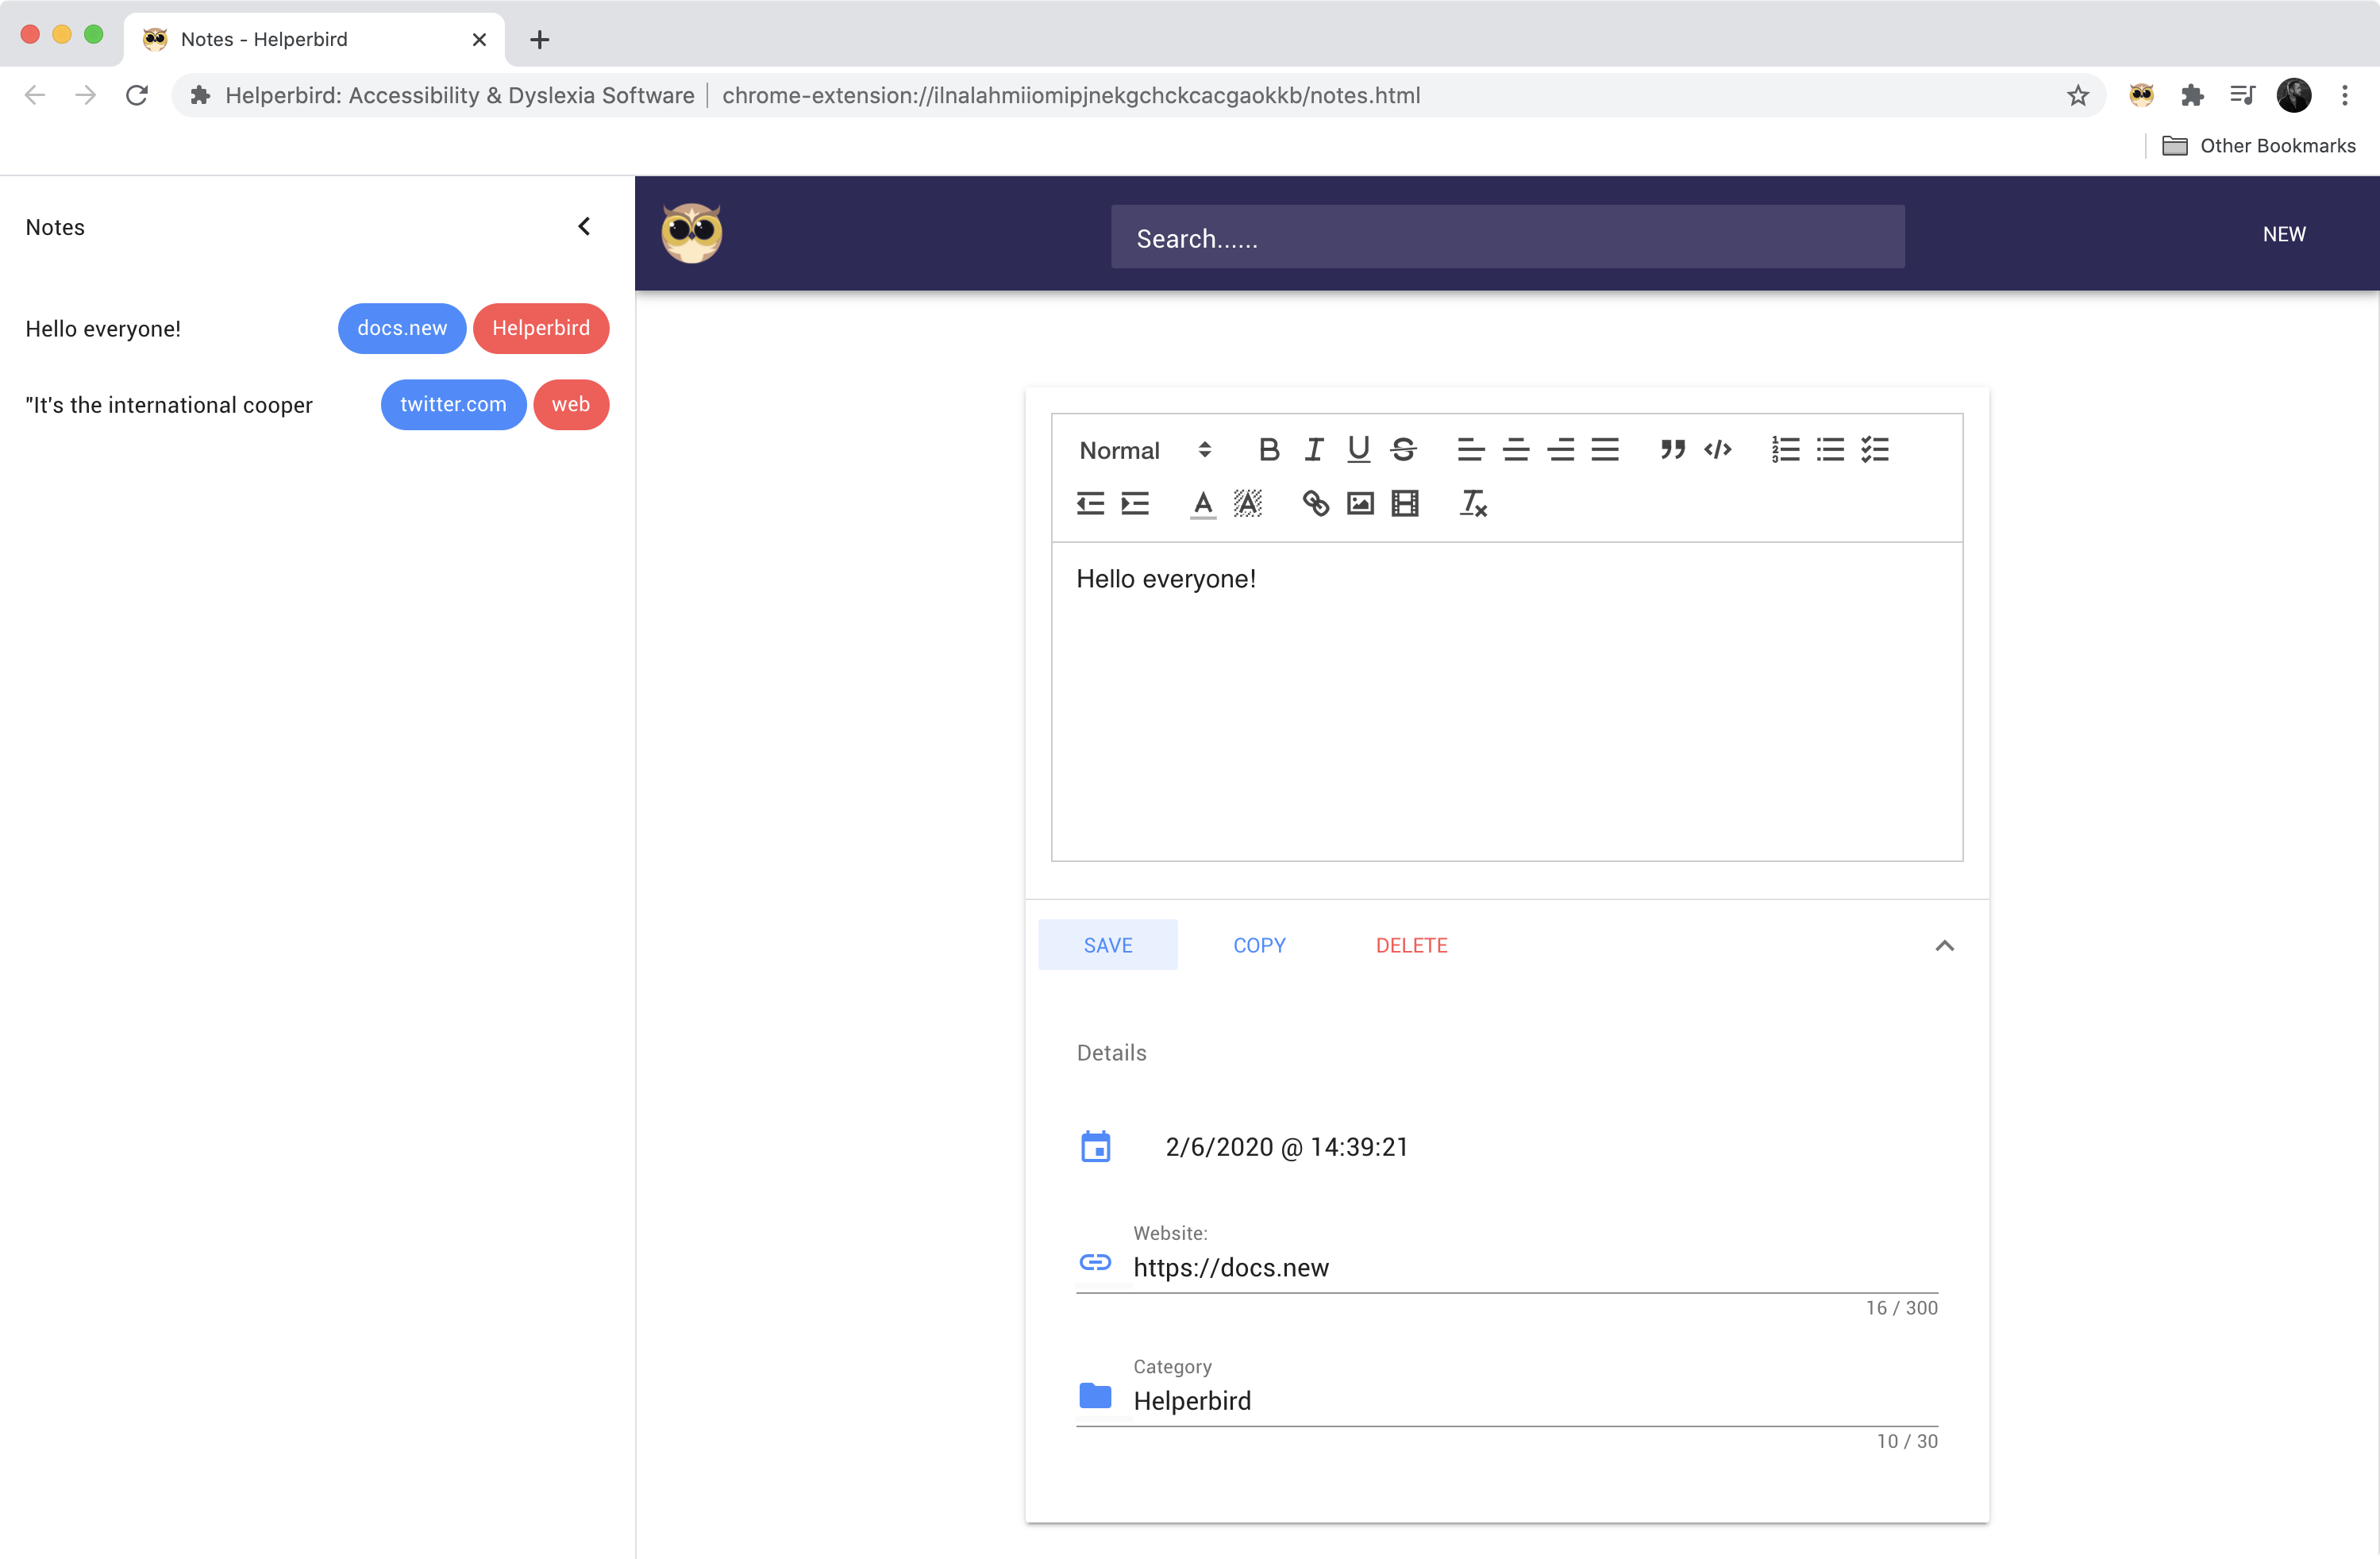 Notes - Helperbird
Helperbird: Accessibility & Dyslexia Software | chrome-extension://ilnalahmiiomipjnekgchckcacgaokkb/notes.html
Other Bookmarks
Notes
Search......
NEW
Hello everyone! docs.new Helperbird
"It's the international cooper twitter.com web
Normal
Hello everyone!
SAVE COPY DELETE
Details
2/6/2020 @ 14:39:21
Website:
https://docs.new
16 / 300
Category
Helperbird
10 / 30